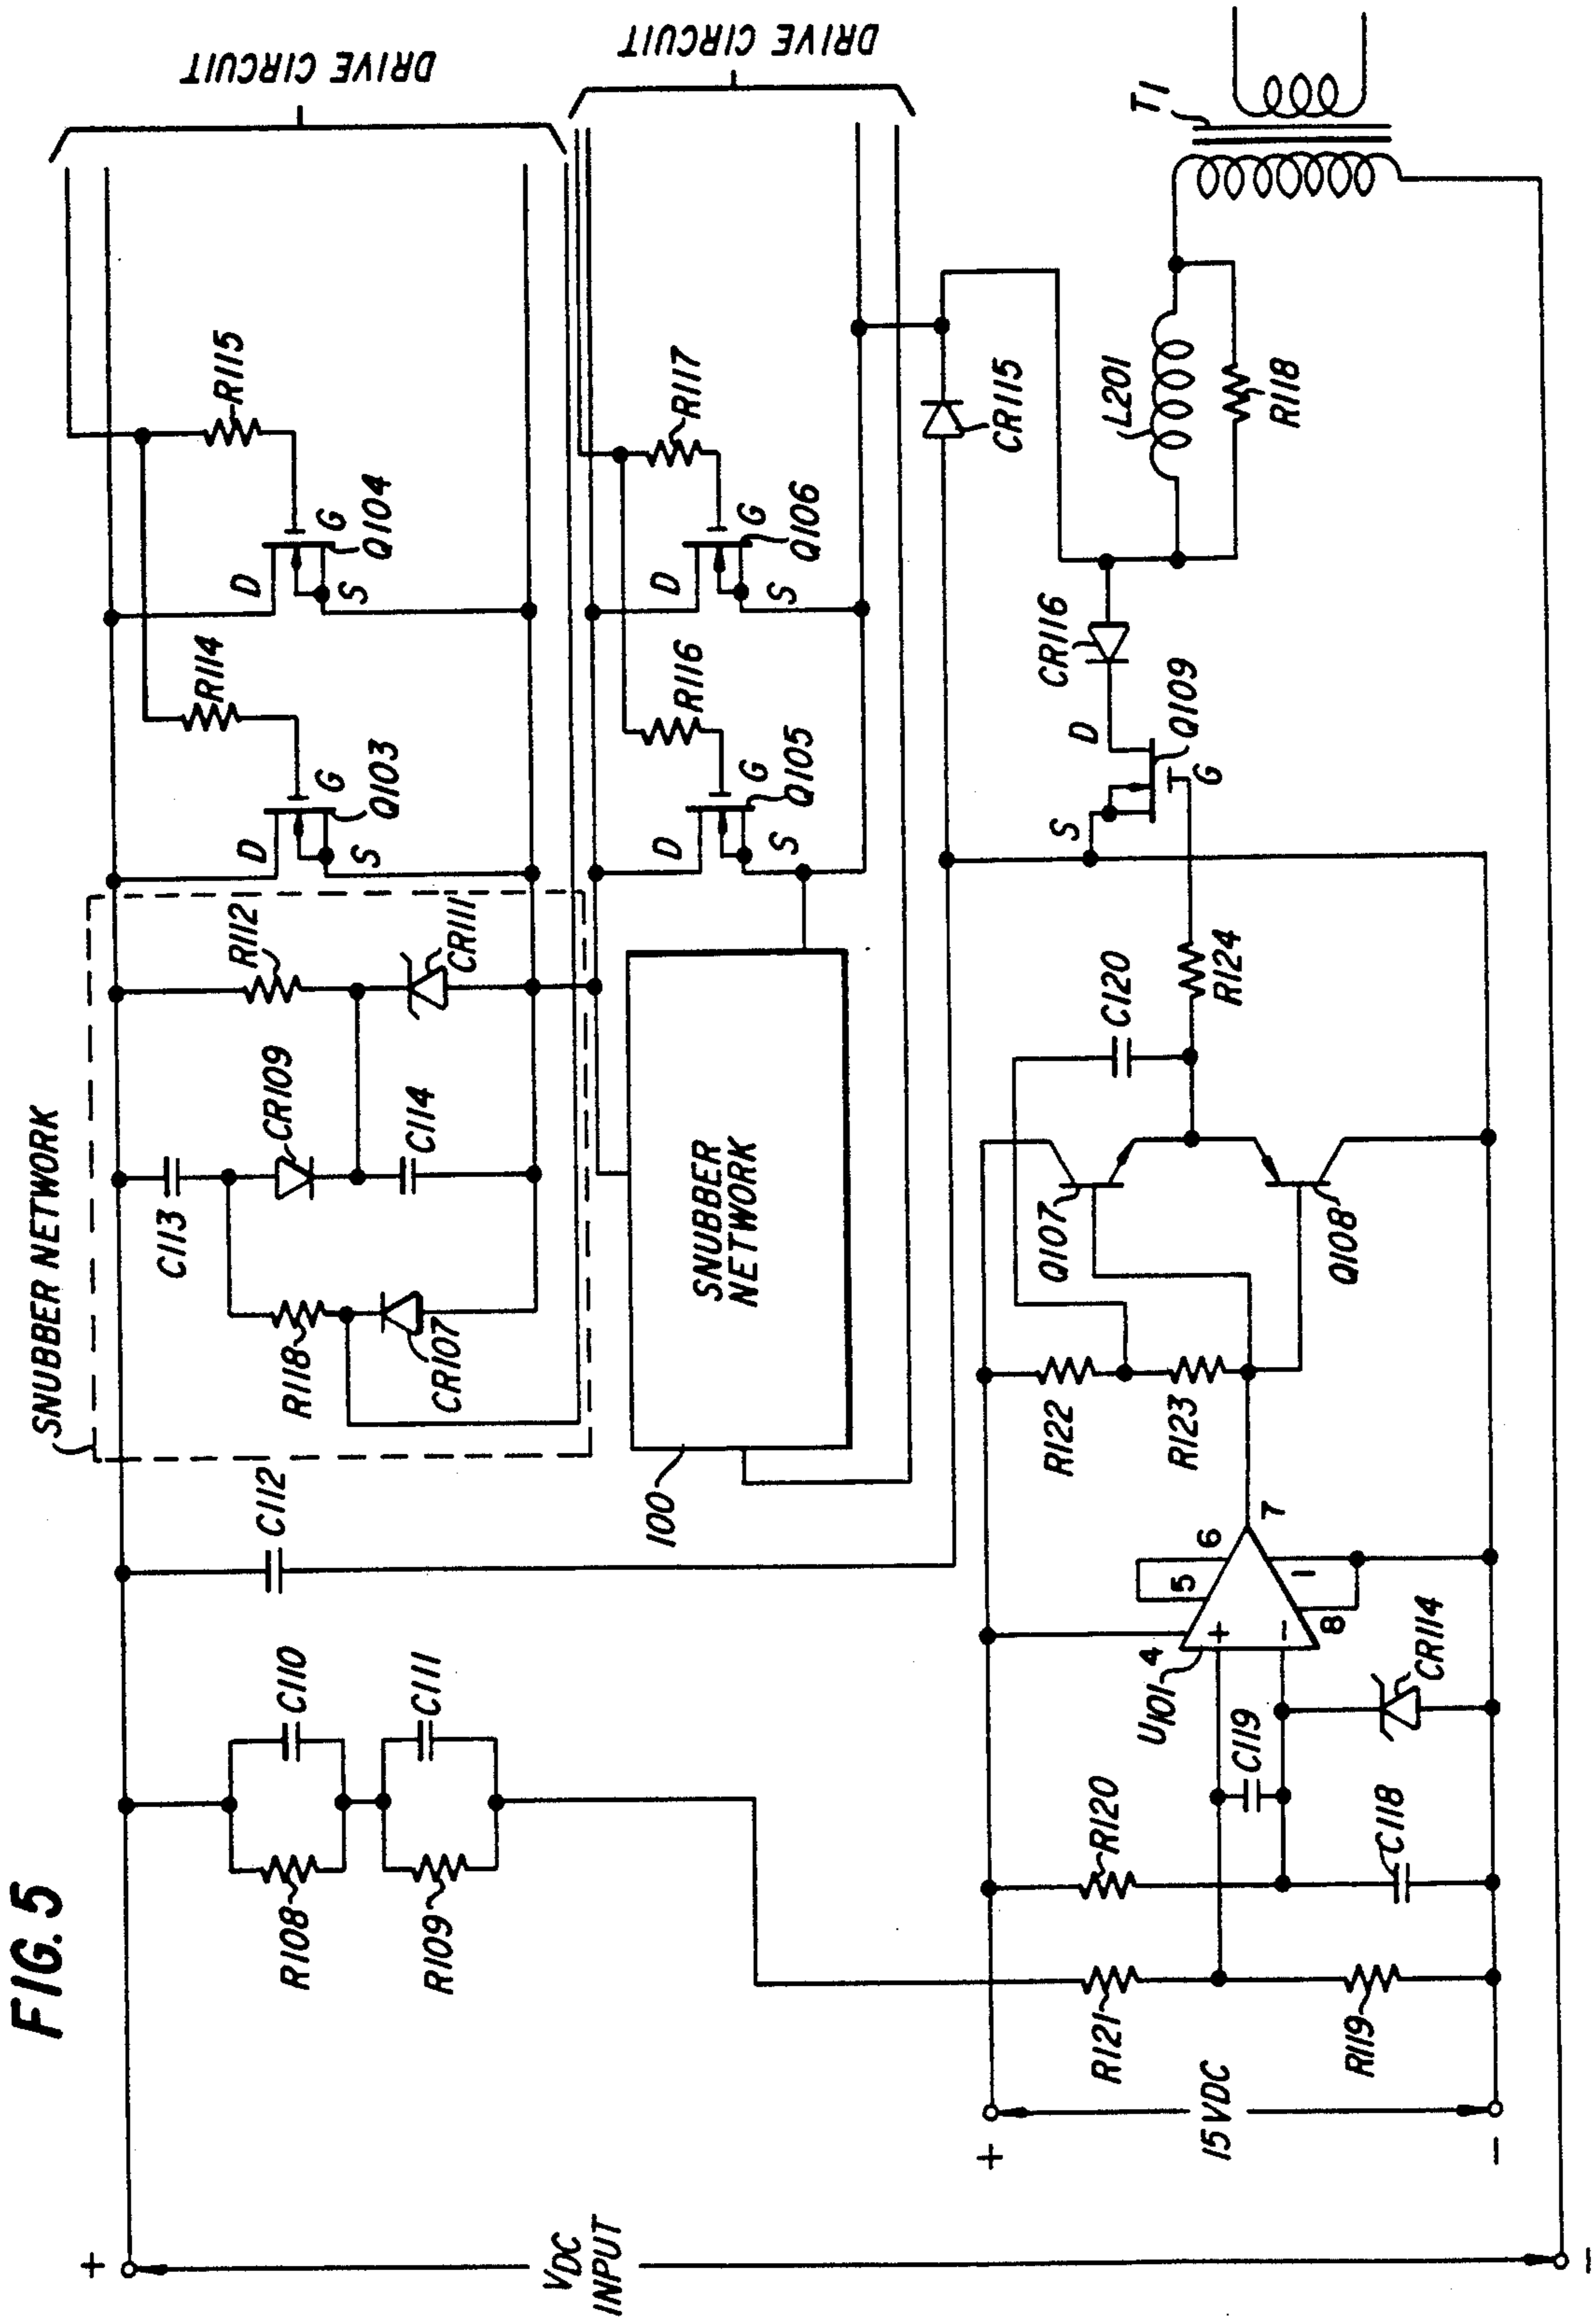 FIG. 5
SNUBBER NETWORK
DRIVE CIRCUIT
DRIVE CIRCUIT
+
VDC
INPUT
-
R108
C110
R109
C111
C112
C113
R118
CR109
CR107
C114
R112
CR111
D
G
S
Q103
R114
D
G
S
Q104
R115
100
SNUBBER
NETWORK
D
G
S
Q105
R116
D
G
S
Q106
R117
CR115
+
15VDC
-
R121
R119
R120
C118
C119
CR114
U101
4
+
-
5
6
7
8
1
R122
R123
Q107
Q108
C120
R124
S
D
G
Q109
CR116
L201
R118
T1